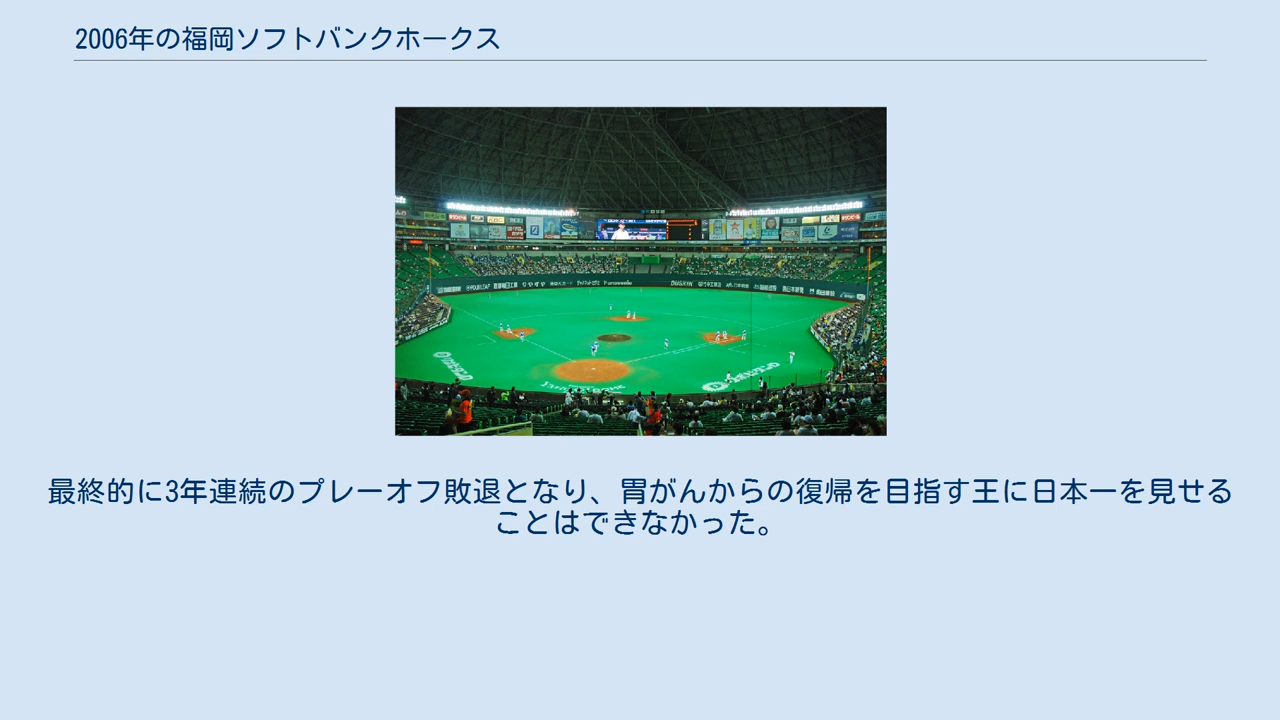 2006年の福岡ソフトバンクホークス
最終的に3年連続のプレーオフ敗退となり、胃がんからの復帰を目指す王に日本一を見せる
ことはできなかった。